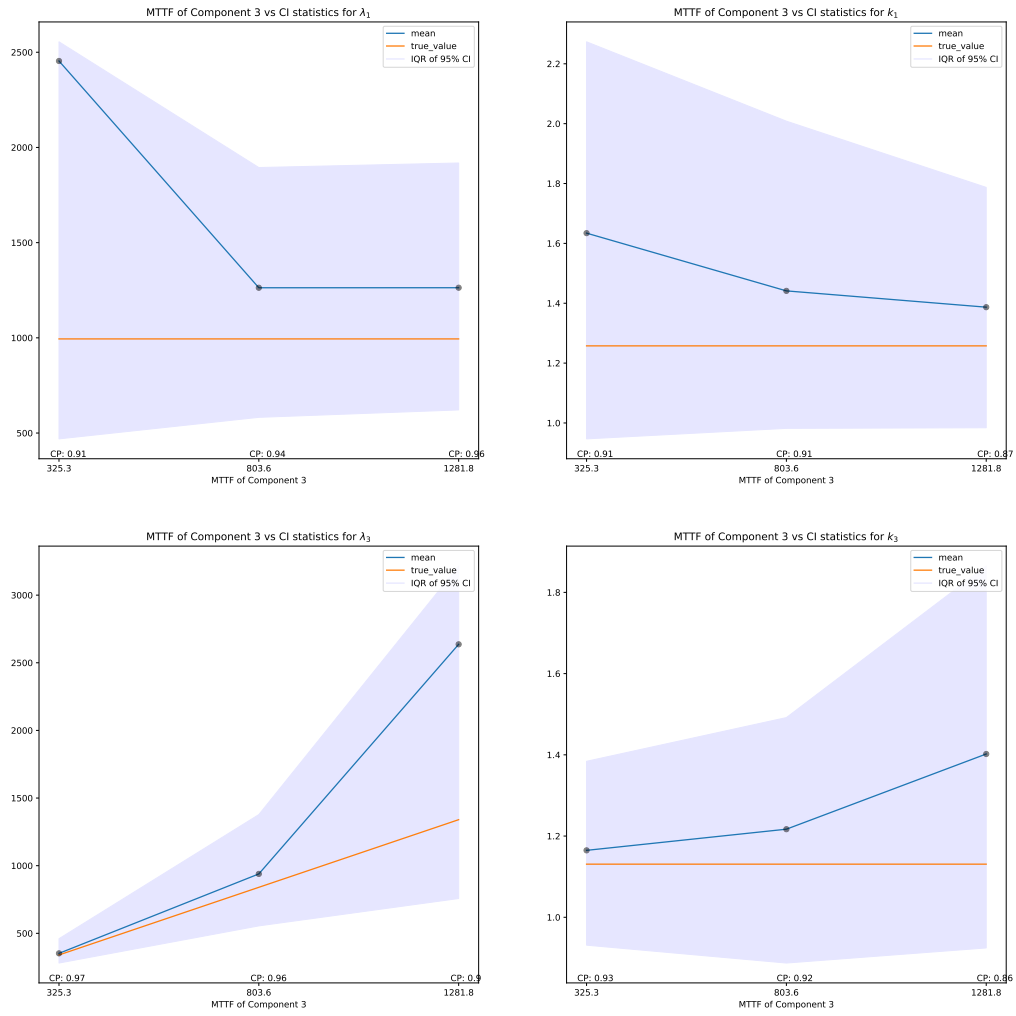 MTTF of Component 3 vs CI statistics for λ₁
mean
true_value
IQR of 95% CI
2500
2000
1500
1000
500
CP: 0.91
CP: 0.94
CP: 0.96
325.3
803.6
1281.8
MTTF of Component 3
MTTF of Component 3 vs CI statistics for k₁
mean
true_value
IQR of 95% CI
2.2
2.0
1.8
1.6
1.4
1.2
1.0
CP: 0.91
CP: 0.91
CP: 0.87
325.3
803.6
1281.8
MTTF of Component 3
MTTF of Component 3 vs CI statistics for λ₃
mean
true_value
IQR of 95% CI
3000
2500
2000
1500
1000
500
CP: 0.97
CP: 0.96
CP: 0.9
325.3
803.6
1281.8
MTTF of Component 3
MTTF of Component 3 vs CI statistics for k₃
mean
true_value
IQR of 95% CI
1.8
1.6
1.4
1.2
1.0
CP: 0.93
CP: 0.92
CP: 0.86
325.3
803.6
1281.8
MTTF of Component 3